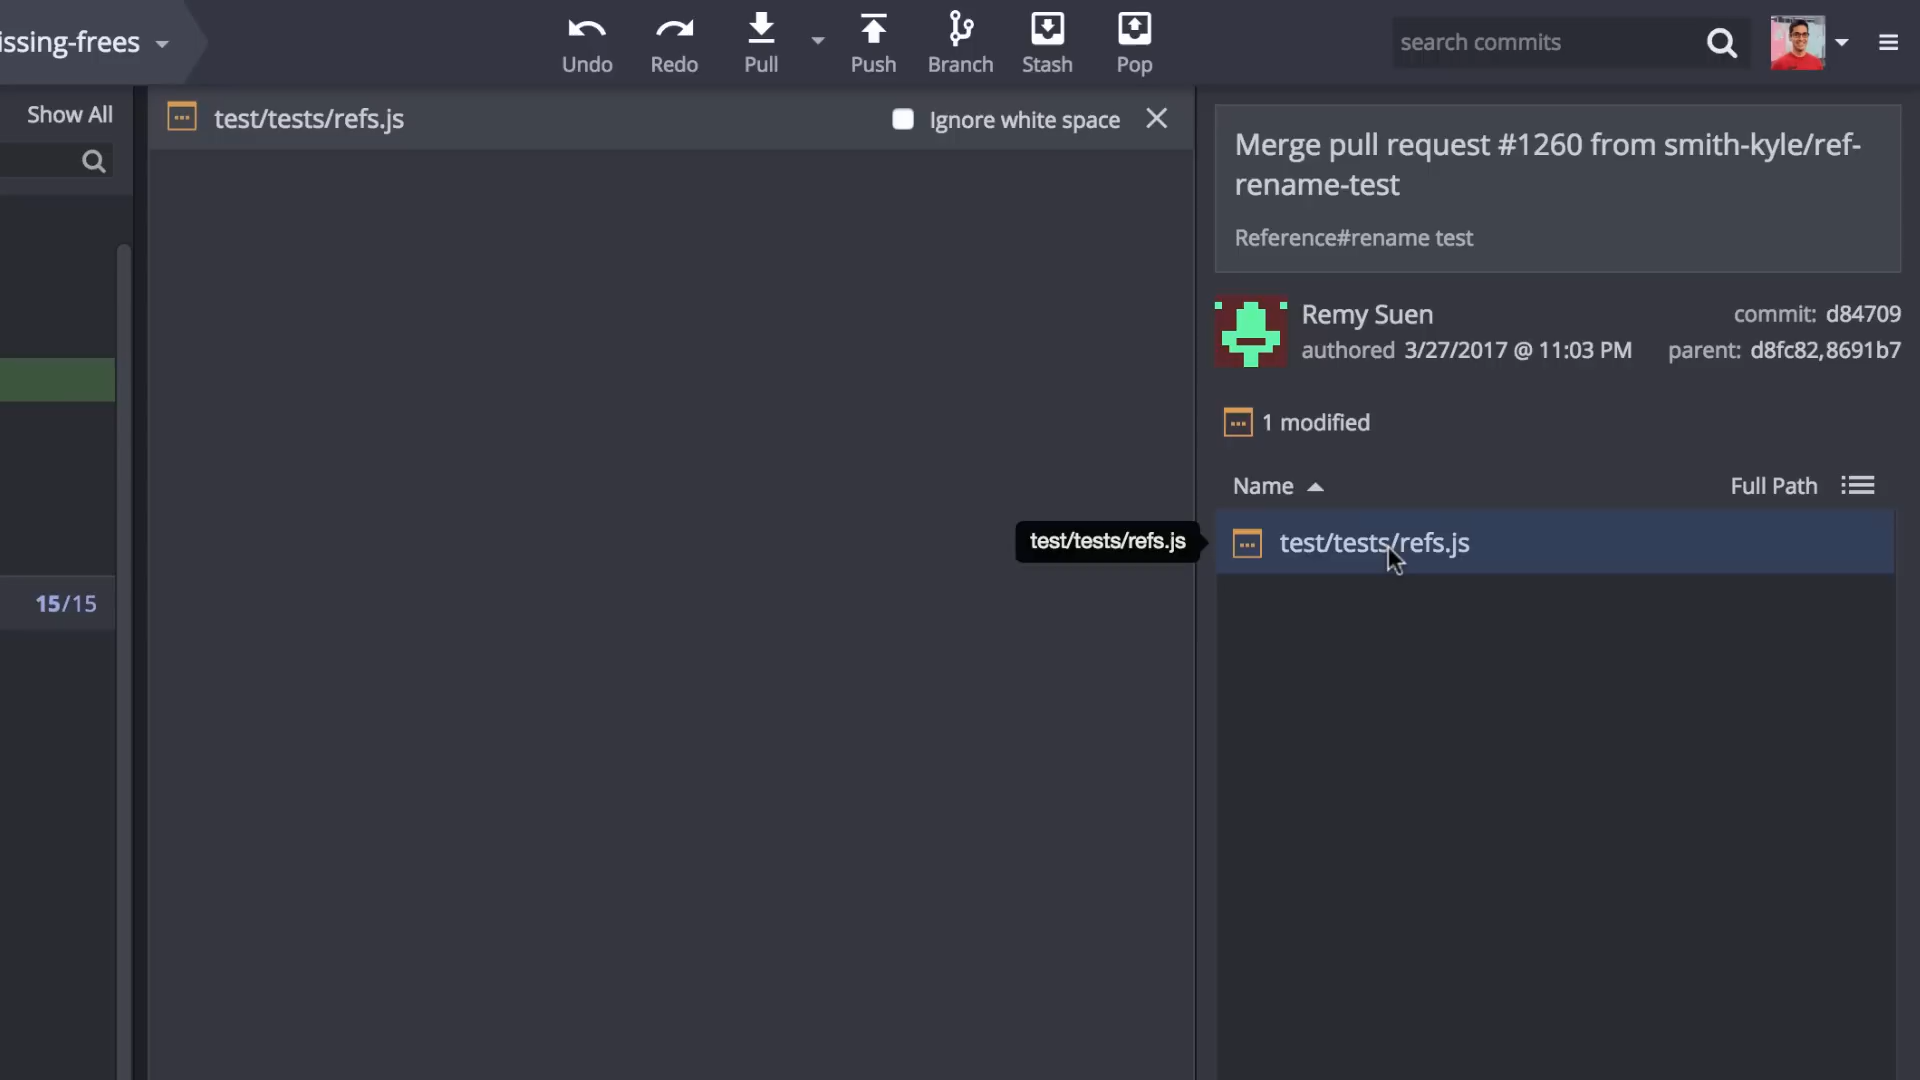 issing-frees
Undo
Redo
Pull
Push
Branch
Stash
Pop
search commits
Show All
test/tests/refs.js
Ignore white space
Merge pull request #1260 from smith-kyle/ref-
rename-test
Reference#rename test
Remy Suen
commit: d84709
authored 3/27/2017 @ 11:03 PM
parent: d8fc82,8691b7
1 modified
Name
Full Path
test/tests/refs.js
test/tests/refs.js
15/15